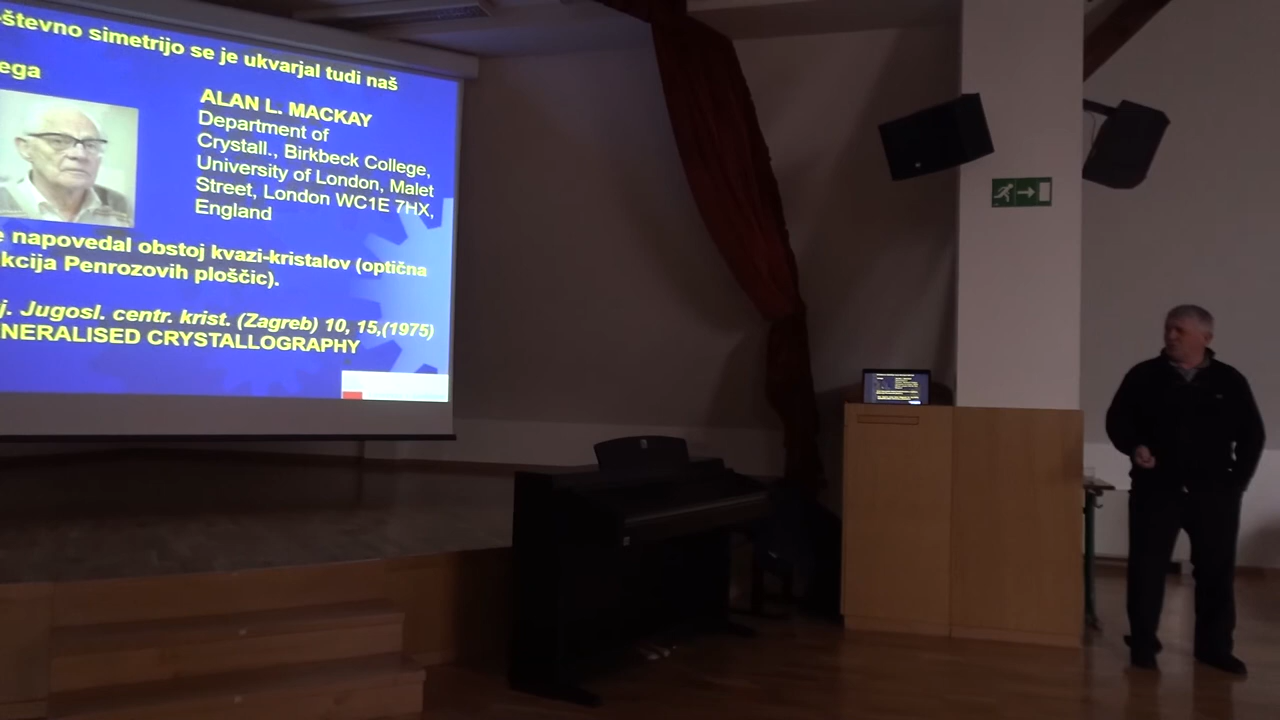 števno simetrijo se je ukvarjal tudi naš
ega
ALAN L. MACKAY
Department of
Crystall., Birkbeck College,
University of London, Malet
Street, London WC1E 7HX,
England
napovedal obstoj kvazi-kristalov (optična
kcija Penrozovih ploščic).
j. Jugosl. centr. krist. (Zagreb) 10, 15,(1975)
NERALISED CRYSTALLOGRAPHY